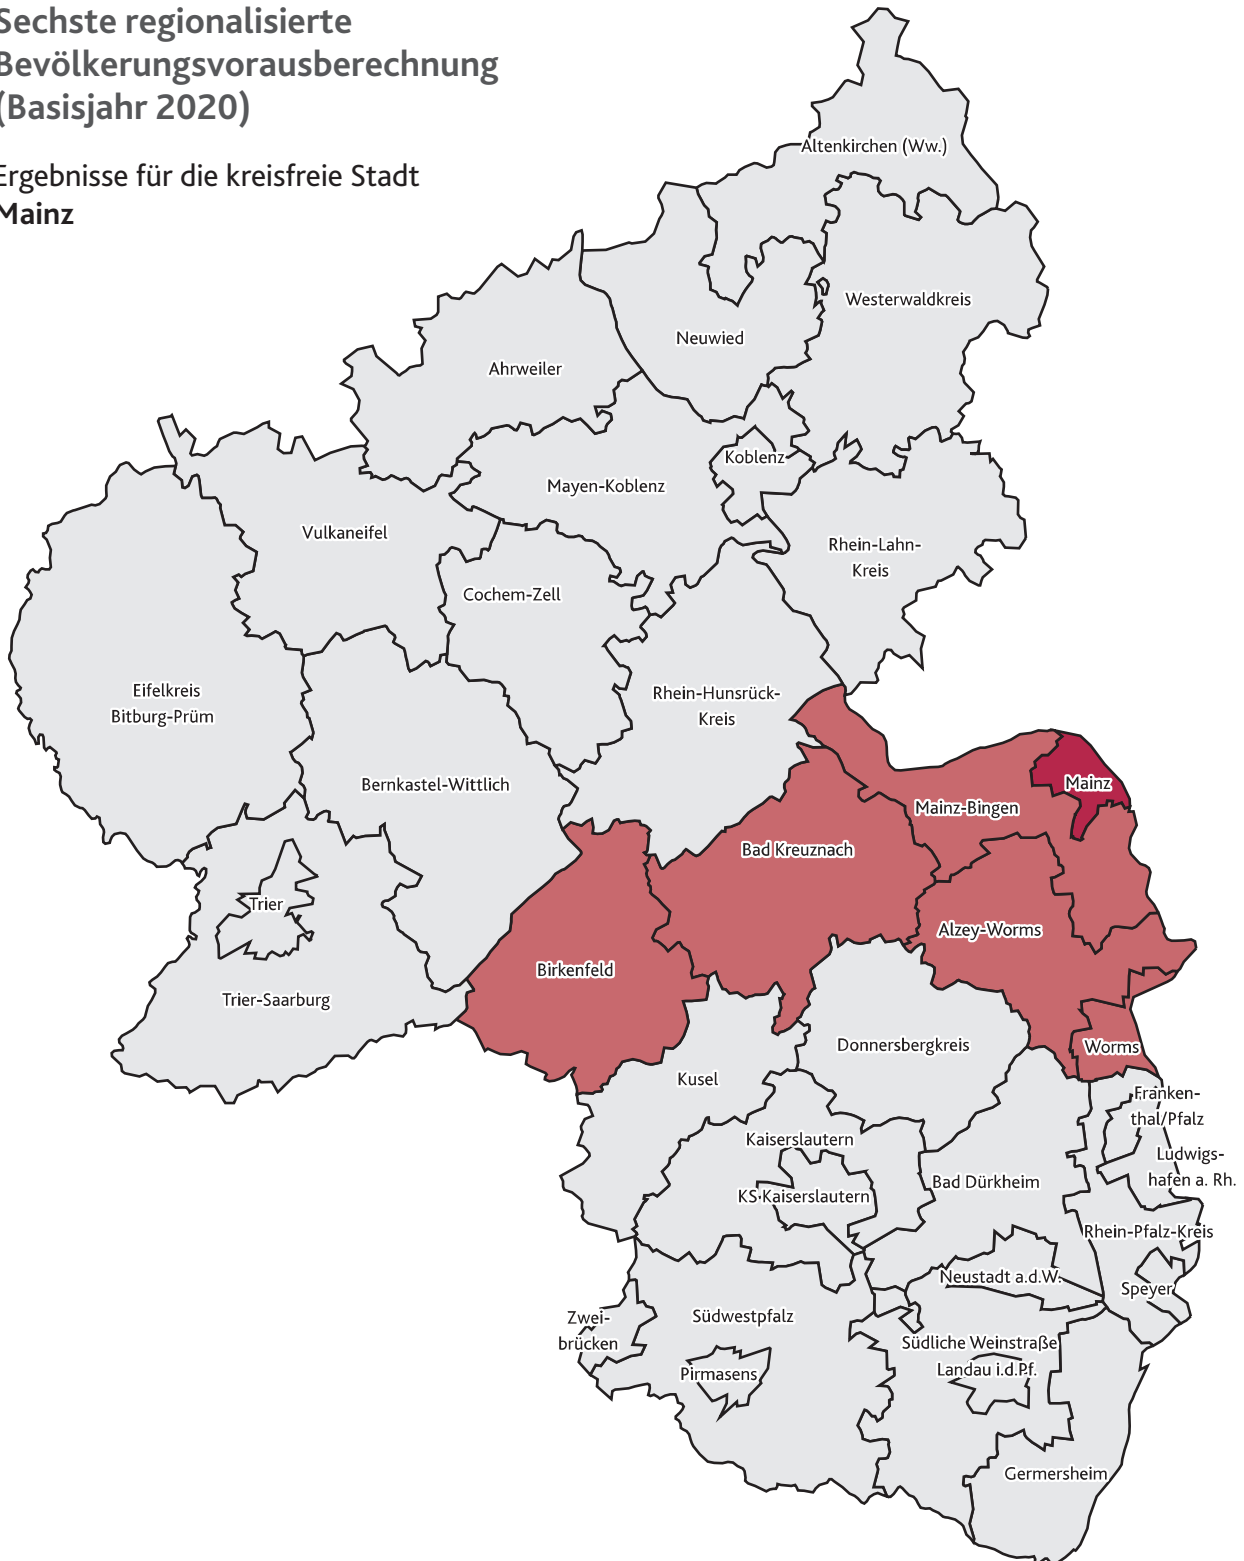 Sechste regionalisierte
Bevölkerungsvorausberechnung
(Basisjahr 2020)
Ergebnisse für die kreisfreie Stadt
Mainz
Altenkirchen (Ww.)
Westerwaldkreis
Neuwied
Ahrweiler
Koblenz
Mayen-Koblenz
Vulkaneifel
Rhein-Lahn-
Kreis
Cochem-Zell
Eifelkreis
Bitburg-Prüm
Rhein-Hunsrück-
Kreis
Bernkastel-Wittlich
Mainz
Mainz-Bingen
Bad Kreuznach
Trier
Alzey-Worms
Birkenfeld
Trier-Saarburg
Donnersbergkreis
Worms
Kusel
Franken-
thal/Pfalz
Kaiserslautern
Ludwigs-
hafen a. Rh.
Bad Dürkheim
KS-Kaiserslautern
Rhein-Pfalz-Kreis
Neustadt a.d.W.
Speyer
Zwei-
brücken
Südwestpfalz
Südliche Weinstraße
Landau i.d.Pf.
Pirmasens
Germersheim